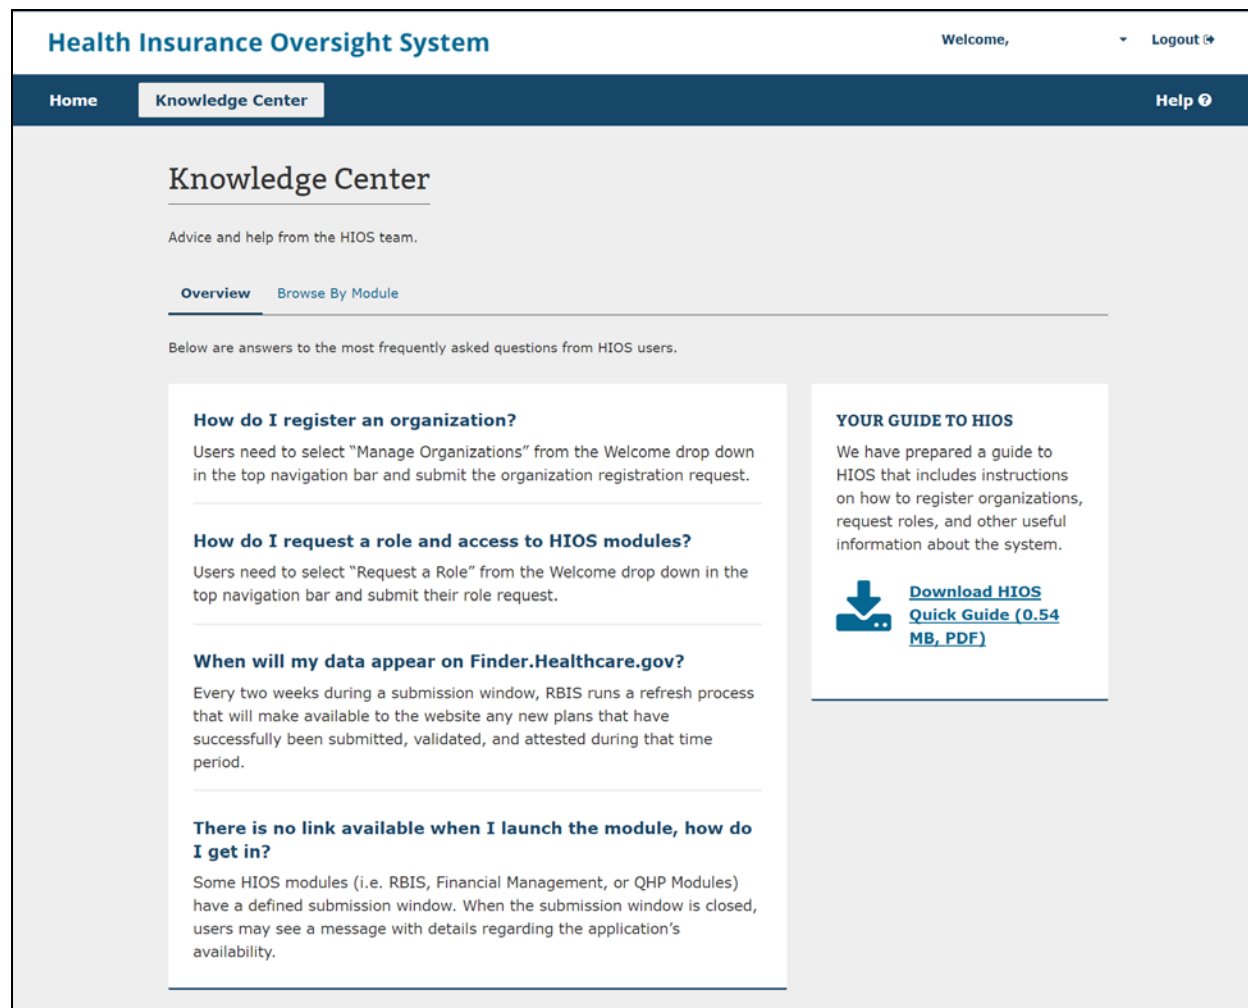 Health Insurance Oversight System
Welcome,
Logout
Home
Knowledge Center
Help
Knowledge Center
Advice and help from the HIOS team.
Overview
Browse By Module
Below are answers to the most frequently asked questions from HIOS users.
How do I register an organization?
Users need to select “Manage Organizations” from the Welcome drop down
in the top navigation bar and submit the organization registration request.
How do I request a role and access to HIOS modules?
Users need to select “Request a Role” from the Welcome drop down in the
top navigation bar and submit their role request.
When will my data appear on Finder.Healthcare.gov?
Every two weeks during a submission window, RBIS runs a refresh process
that will make available to the website any new plans that have
successfully been submitted, validated, and attested during that time
period.
There is no link available when I launch the module, how do
I get in?
Some HIOS modules (i.e. RBIS, Financial Management, or QHP Modules)
have a defined submission window. When the submission window is closed,
users may see a message with details regarding the application’s
availability.
YOUR GUIDE TO HIOS
We have prepared a guide to
HIOS that includes instructions
on how to register organizations,
request roles, and other useful
information about the system.
Download HIOS
Quick Guide (0.54
MB, PDF)